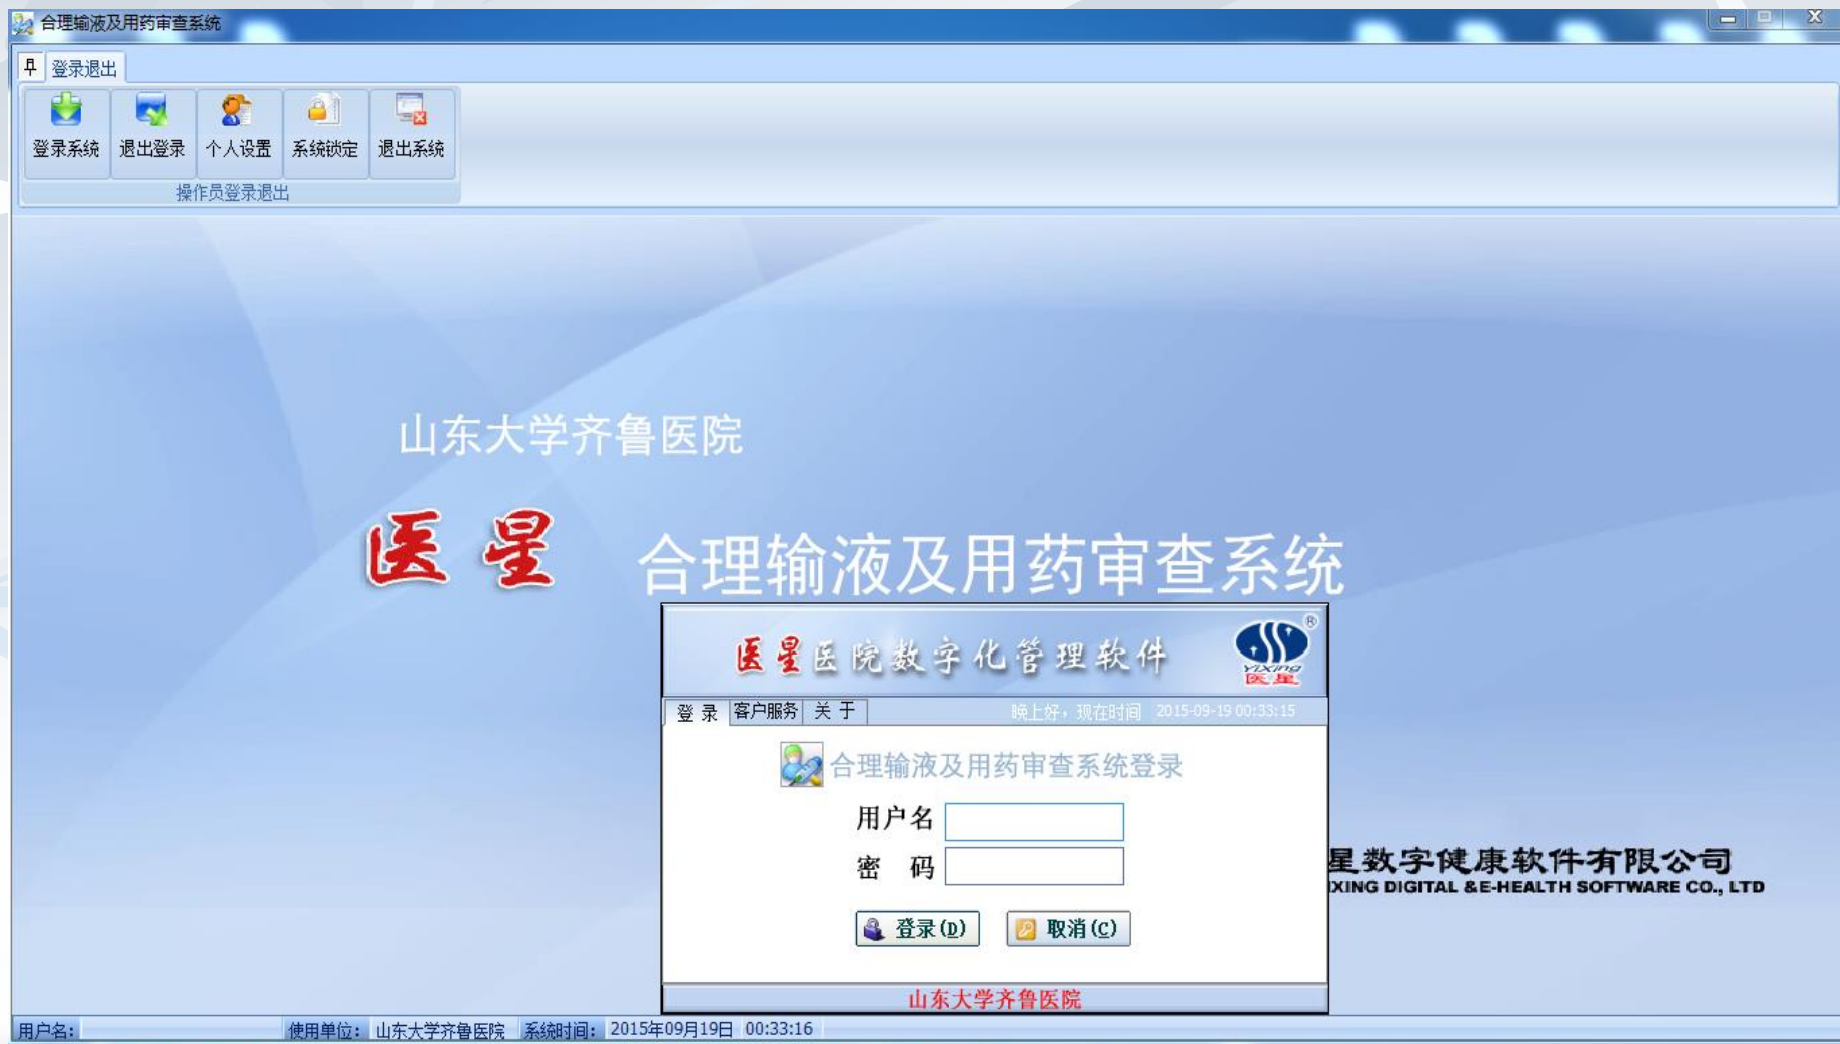 合理输液及用药审查系统
登录退出
登录系统 退出登录 个人设置 系统锁定 退出系统
操作员登录退出
山东大学齐鲁医院
医星 合理输液及用药审查系统
医星医院数字化管理软件
®
YIXING
医星
登录 客户服务 关于 晚上好，现在时间 2015-09-19 00:33:15
合理输液及用药审查系统登录
用户名
密 码
登录(D) 取消(C)
星数字健康软件有限公司
XING DIGITAL &E-HEALTH SOFTWARE CO., LTD
山东大学齐鲁医院
用户名: 使用单位: 山东大学齐鲁医院 系统时间: 2015年09月19日 00:33:16